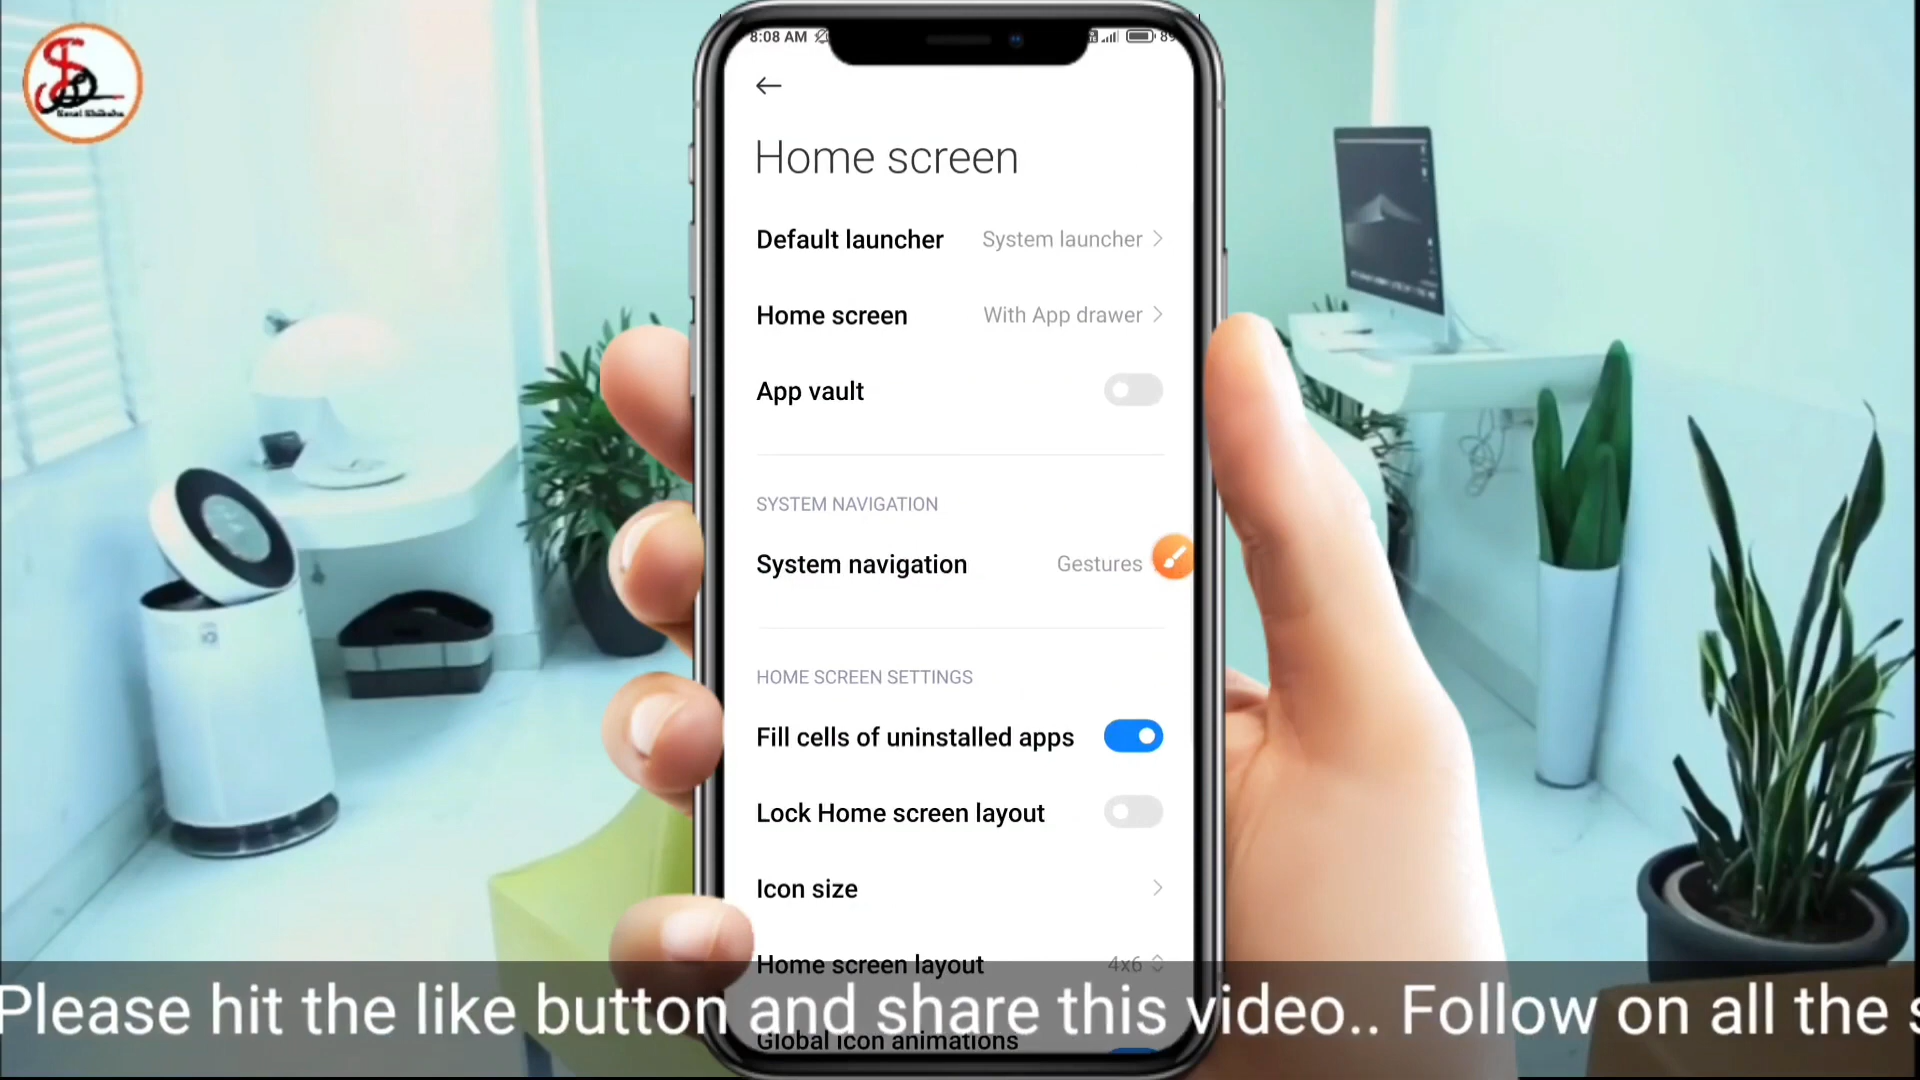 8:08 AM
Home screen
Default launcher System launcher
Home screen With App drawer
App vault
SYSTEM NAVIGATION
System navigation Gestures
HOME SCREEN SETTINGS
Fill cells of uninstalled apps
Lock Home screen layout
Icon size
Home screen layout 4x6
Please hit the like button and share this video.. Follow on all the s
Global icon animations